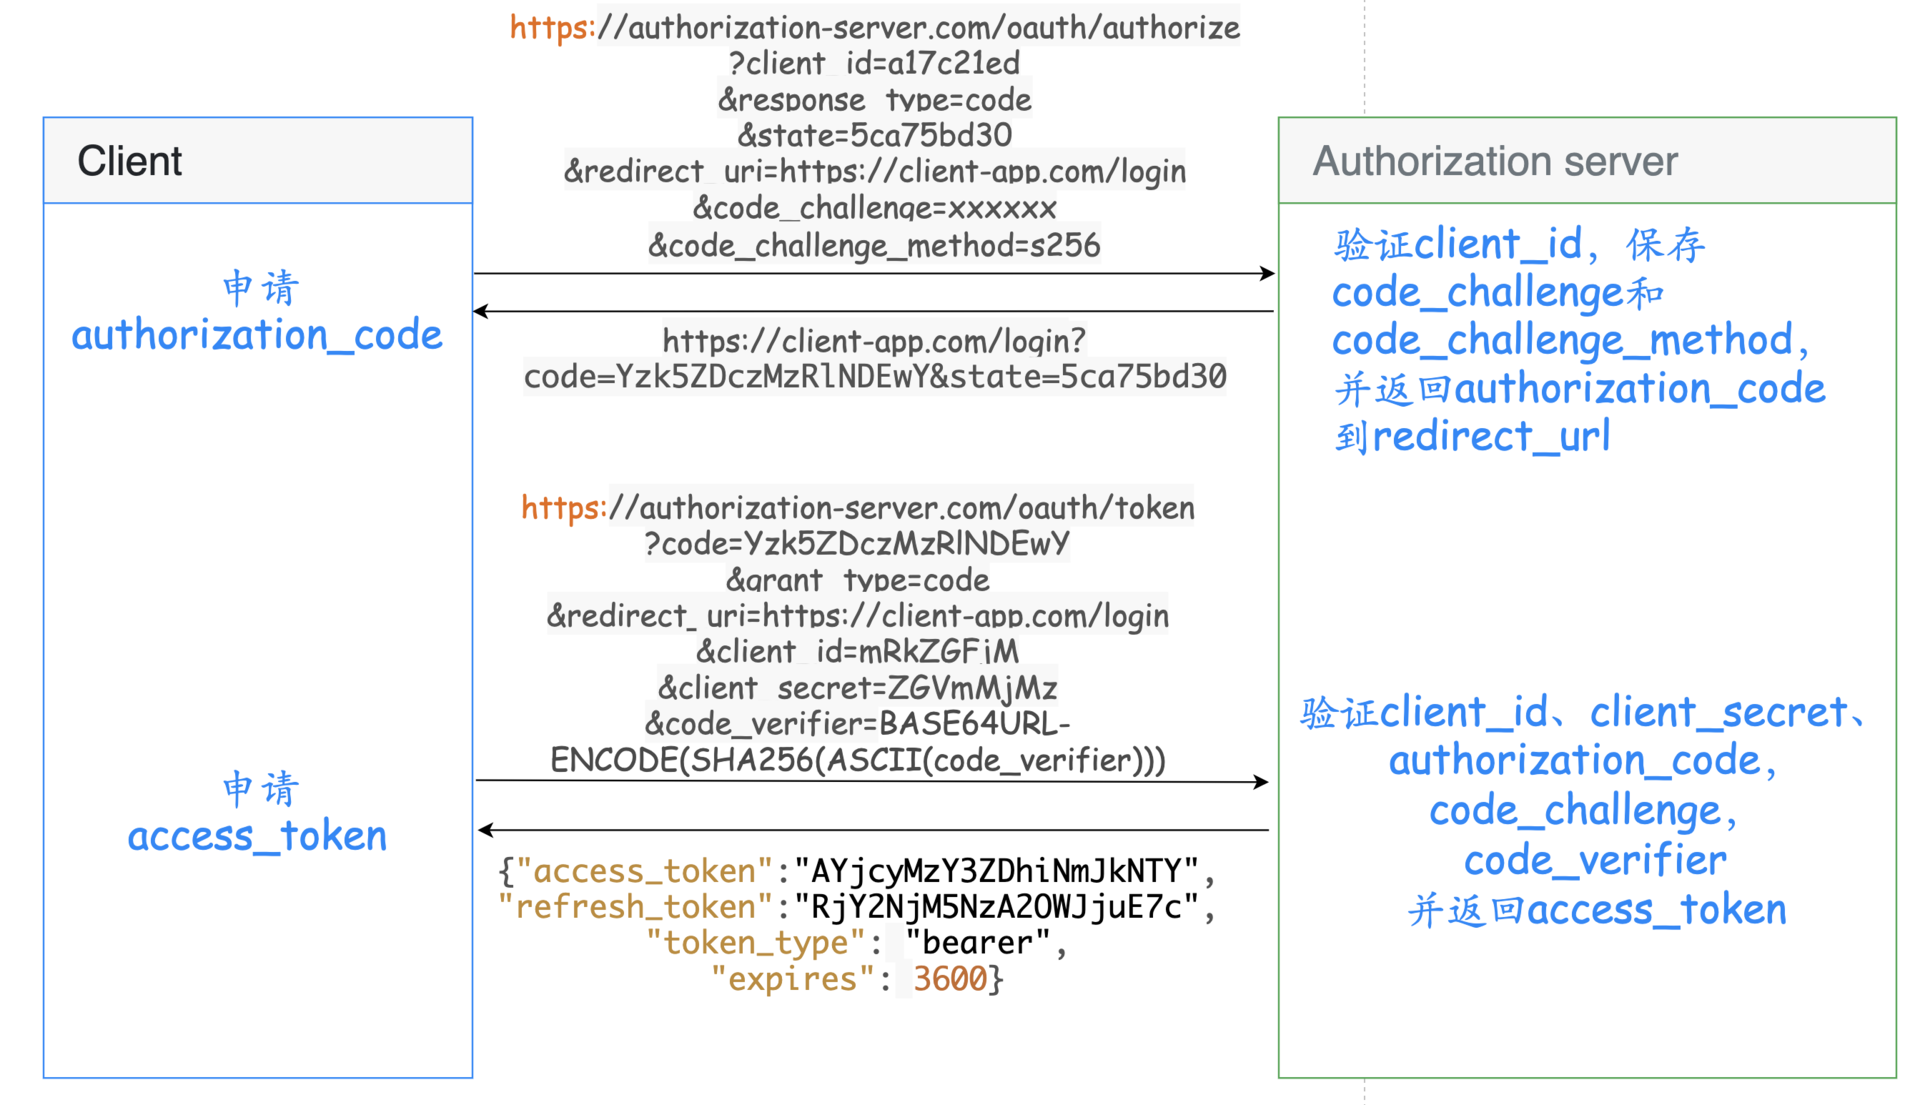 https://authorization-server.com/oauth/authorize
?client_id=a17c21ed
&response_type=code
&state=5ca75bd30
&redirect_uri=https://client-app.com/login
&code_challenge=xxxxxx
&code_challenge_method=s256
Client
申请
authorization_code
https://client-app.com/login?
code=Yzk5ZDczMzRlNDEwY&state=5ca75bd30
Authorization server
验证client_id，保存
code_challenge和
code_challenge_method，
并返回authorization_code
到redirect_url
https://authorization-server.com/oauth/token
?code=Yzk5ZDczMzRlNDEwY
&grant_type=code
&redirect_uri=https://client-app.com/login
&client_id=mRkZGFjM
&client_secret=ZGVmMjMz
&code_verifier=BASE64URL-
ENCODE(SHA256(ASCII(code_verifier)))
申请
access_token
{"access_token":"AYjcyMzY3ZDhiNmJkNTY",
"refresh_token":"RjY2NjM5NzA2OWJjuE7c",
"token_type": "bearer",
"expires": 3600}
验证client_id、client_secret、
authorization_code，
code_challenge，
code_verifier
并返回access_token